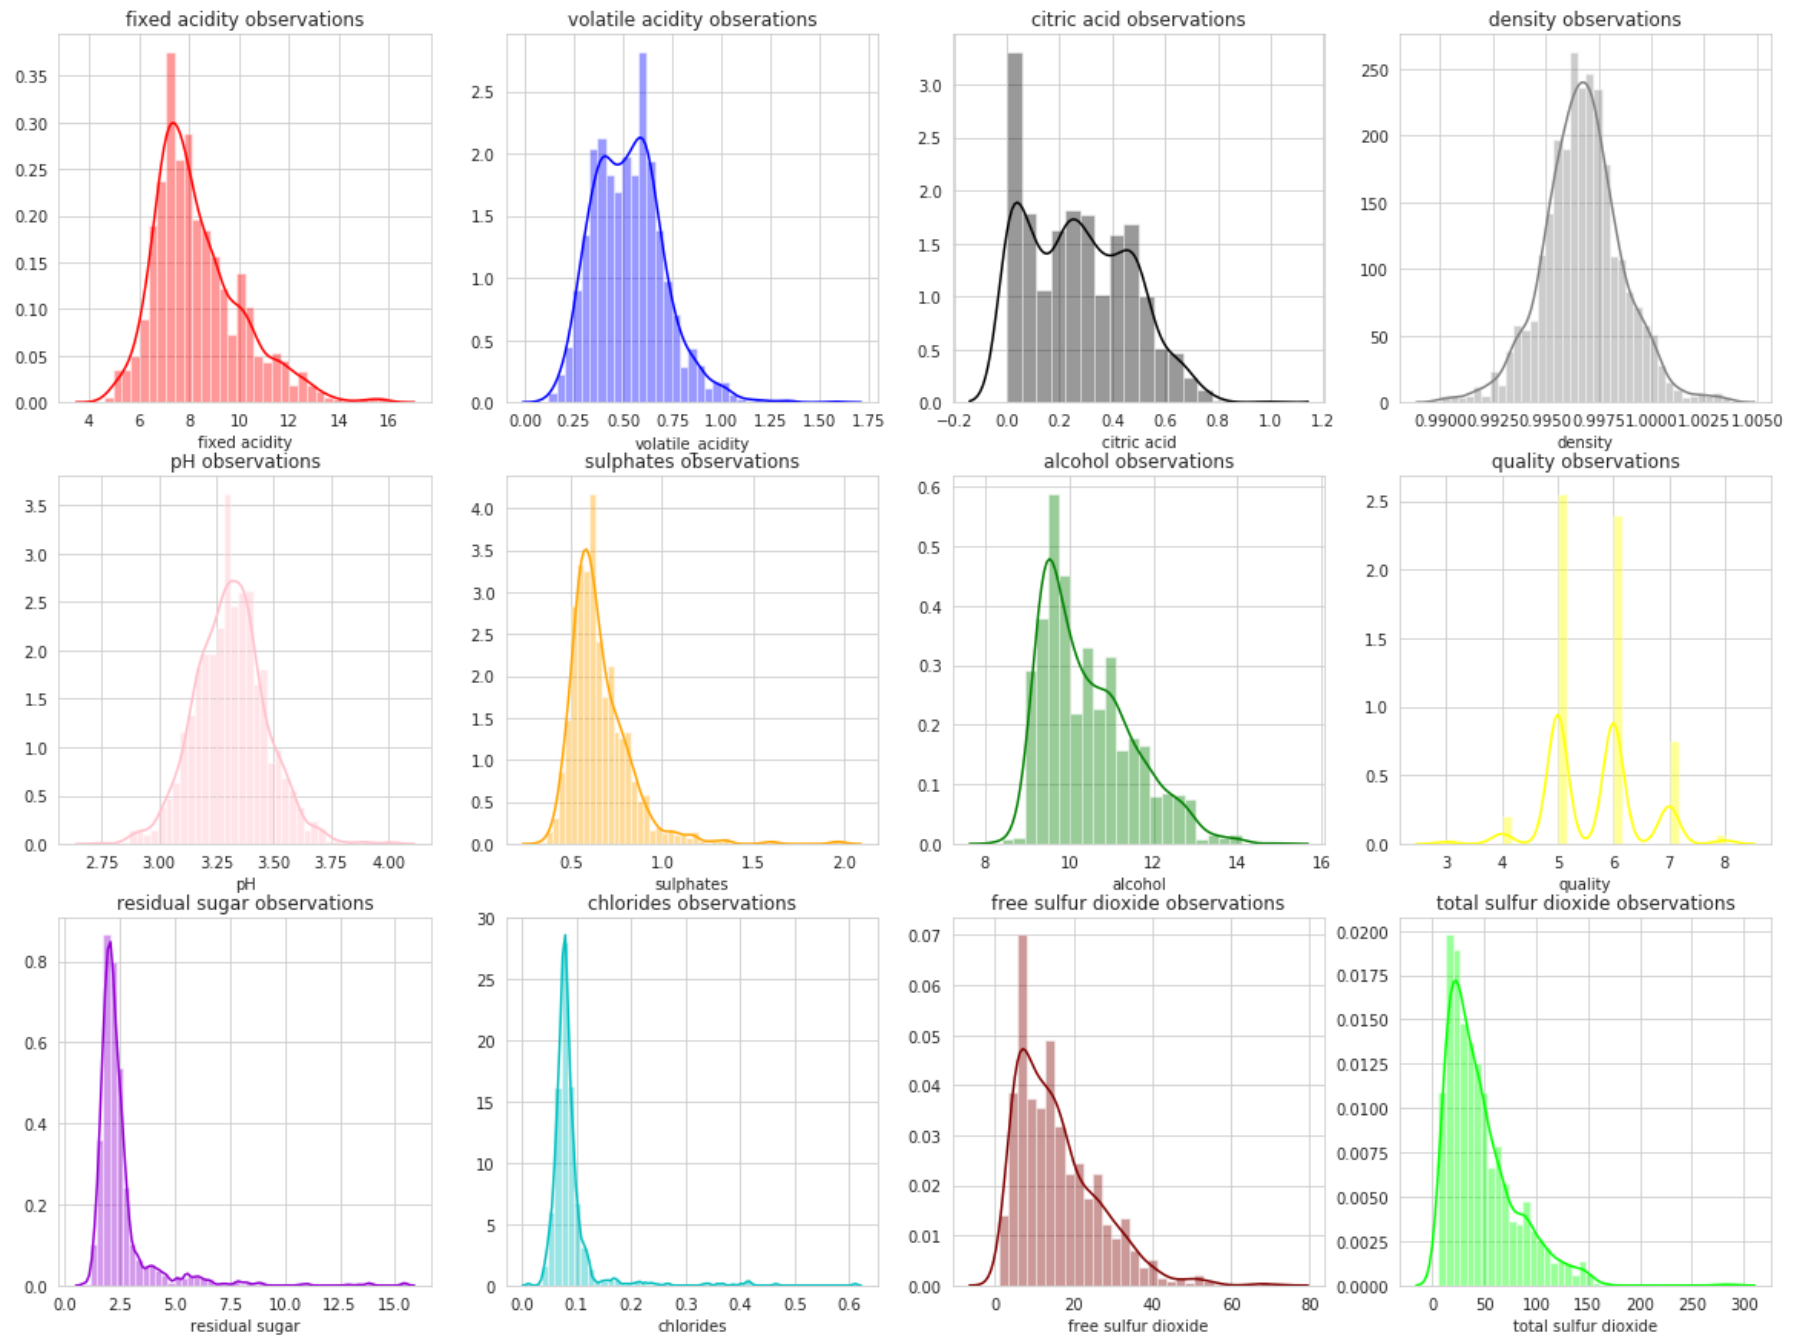 fixed acidity observations
0.35
0.30
0.25
0.20
0.15
0.10
0.05
0.00
4 6 8 10 12 14 16
fixed acidity
volatile acidity observations
2.5
2.0
1.5
1.0
0.5
0.0
0.00 0.25 0.50 0.75 1.00 1.25 1.50 1.75
volatile acidity
citric acid observations
3.0
2.5
2.0
1.5
1.0
0.5
0.0
−0.2 0.0 0.2 0.4 0.6 0.8 1.0 1.2
citric acid
density observations
250
200
150
100
50
0
0.9900 0.9925 0.9950 0.9975 1.0000 1.0025 1.0050
density
pH observations
3.5
3.0
2.5
2.0
1.5
1.0
0.5
0.0
2.75 3.00 3.25 3.50 3.75 4.00
pH
sulphates observations
4.0
3.5
3.0
2.5
2.0
1.5
1.0
0.5
0.0
0.5 1.0 1.5 2.0
sulphates
alcohol observations
0.6
0.5
0.4
0.3
0.2
0.1
0.0
8 10 12 14 16
alcohol
quality observations
2.5
2.0
1.5
1.0
0.5
0.0
3 4 5 6 7 8
quality
residual sugar observations
0.8
0.6
0.4
0.2
0.0
0.0 2.5 5.0 7.5 10.0 12.5 15.0
residual sugar
chlorides observations
30
25
20
15
10
5
0
0.0 0.1 0.2 0.3 0.4 0.5 0.6
chlorides
free sulfur dioxide observations
0.07
0.06
0.05
0.04
0.03
0.02
0.01
0.00
0 20 40 60 80
free sulfur dioxide
total sulfur dioxide observations
0.0200
0.0175
0.0150
0.0125
0.0100
0.0075
0.0050
0.0025
0.0000
0 50 100 150 200 250 300
total sulfur dioxide